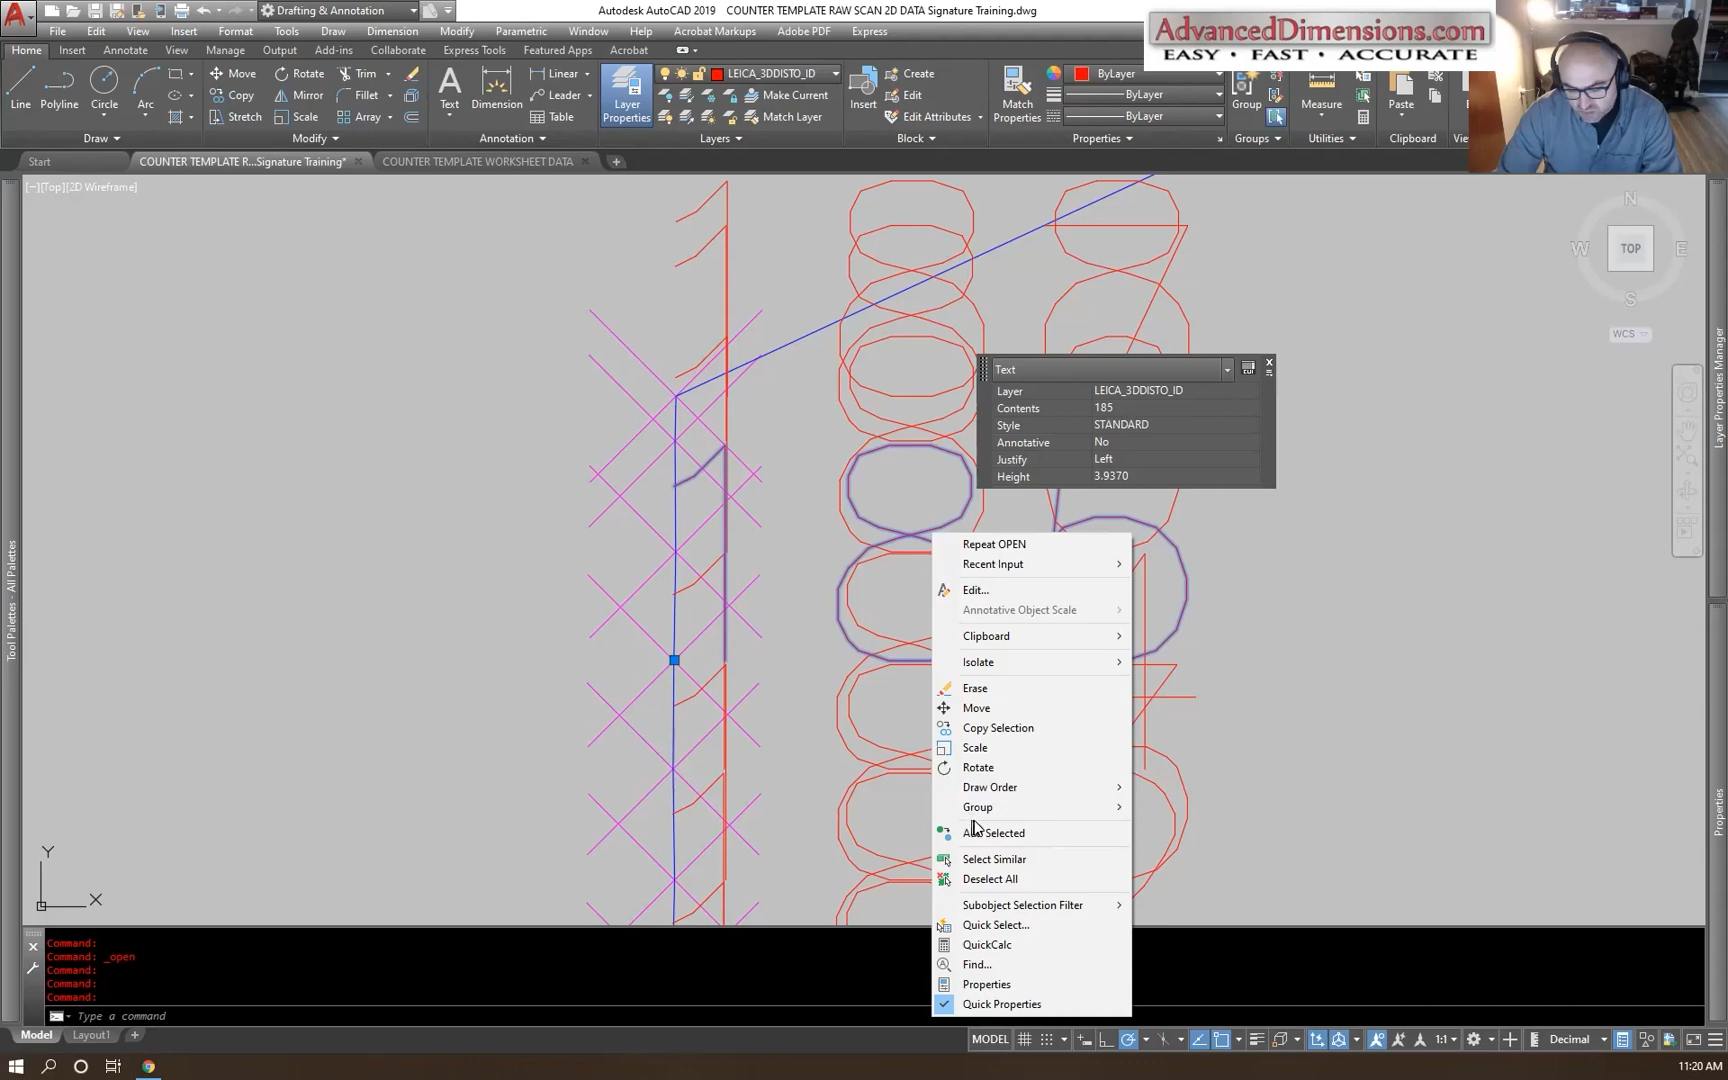 Drafting & Annotation
Autodesk AutoCAD 2019 COUNTER TEMPLATE RAW SCAN 2D DATA Signature Training.dwg
AdvancedDimensions.com
EASY • FAST • ACCURATE
File Edit View Insert Format Tools Draw Dimension Modify Parametric Window Help Acrobat Markups Adobe PDF Express
Home Insert Annotate View Manage Output Add-ins Collaborate Express Tools Featured Apps Acrobat
Line Polyline Circle Arc
Move Rotate Trim
Copy Mirror Fillet
Stretch Scale Array
Text Dimension
Linear
Leader
Table
Layer Properties
LEICA_3DDISTO_ID
Make Current
Match Layer
Insert
Create
Edit
Edit Attributes
Match Properties
ByLayer
ByLayer
ByLayer
Group Measure Paste
Draw Modify Annotation Layers Block Properties Groups Utilities Clipboard
Start COUNTER TEMPLATE R...Signature Training* COUNTER TEMPLATE WORKSHEET DATA
[−][Top][2D Wireframe]
N
W TOP E
S
WCS
Text
Layer LEICA_3DDISTO_ID
Contents 185
Style STANDARD
Annotative No
Justify Left
Height 3.9370
Repeat OPEN
Recent Input
Edit...
Annotative Object Scale
Clipboard
Isolate
Erase
Move
Copy Selection
Scale
Rotate
Draw Order
Group
Selected
Select Similar
Deselect All
Subobject Selection Filter
Quick Select...
QuickCalc
Find...
Properties
Quick Properties
Tool Palettes - All Palettes
Layer Properties Manager
Properties
Y
X
Command:
Command: _open
Command:
Command:
Command:
Type a command
Model Layout1
MODEL 1:1 Decimal
11:20 AM